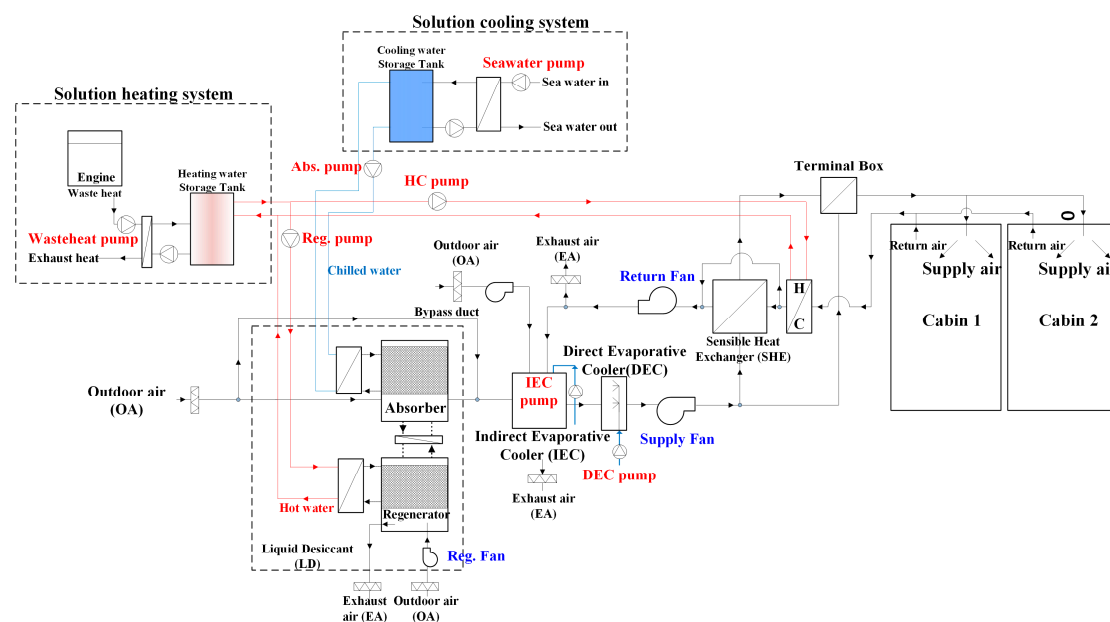 Solution cooling system
Cooling water
Storage Tank
Seawater pump
Sea water in
Sea water out
Solution heating system
Engine
Waste heat
Heating water
Storage Tank
Wasteheat pump
Exhaust heat
Abs. pump
HC pump
Reg. pump
Chilled water
Terminal Box
Outdoor air
(OA)
Exhaust air
(EA)
Return Fan
Bypass duct
H
C
Sensible Heat
Exchanger (SHE)
Return air
Supply air
Cabin 1
0
Return air
Supply air
Cabin 2
Outdoor air
(OA)
Absorber
IEC
pump
Direct Evaporative
Cooler(DEC)
Indirect Evaporative
Cooler (IEC)
Supply Fan
DEC pump
Exhaust air
(EA)
Hot water
Regenerator
Liquid Desiccant
(LD)
Reg. Fan
Exhaust
air (EA)
Outdoor air
(OA)